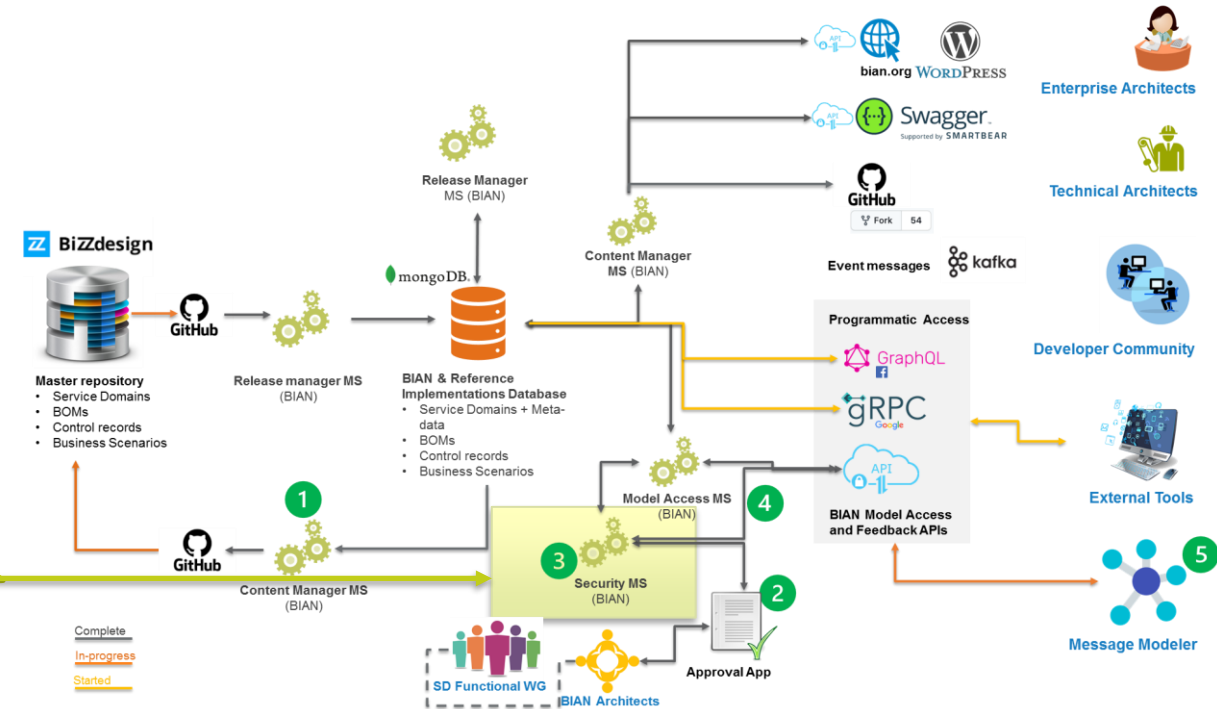 API
bian.org
WORDPRESS
Enterprise Architects
API
Swagger
Supported by SMARTBEAR
Release Manager
MS (BIAN)
Technical Architects
GitHub
Fork 54
BiZZdesign
Content Manager
MS (BIAN)
Event messages
kafka
mongoDB.
GitHub
Programmatic Access
GraphQL
Developer Community
Master repository
• Service Domains
• BOMs
• Control records
• Business Scenarios
Release manager MS
(BIAN)
BIAN & Reference
Implementations Database
• Service Domains + Meta-
data
• BOMs
• Control records
• Business Scenarios
gRPC
Google
API
Model Access MS
(BIAN)
External Tools
1
4
BIAN Model Access
and Feedback APIs
GitHub
3
5
Content Manager MS
(BIAN)
Security MS
(BIAN)
2
Complete
In-progress
Started
Message Modeler
Approval App
SD Functional WG
BIAN Architects